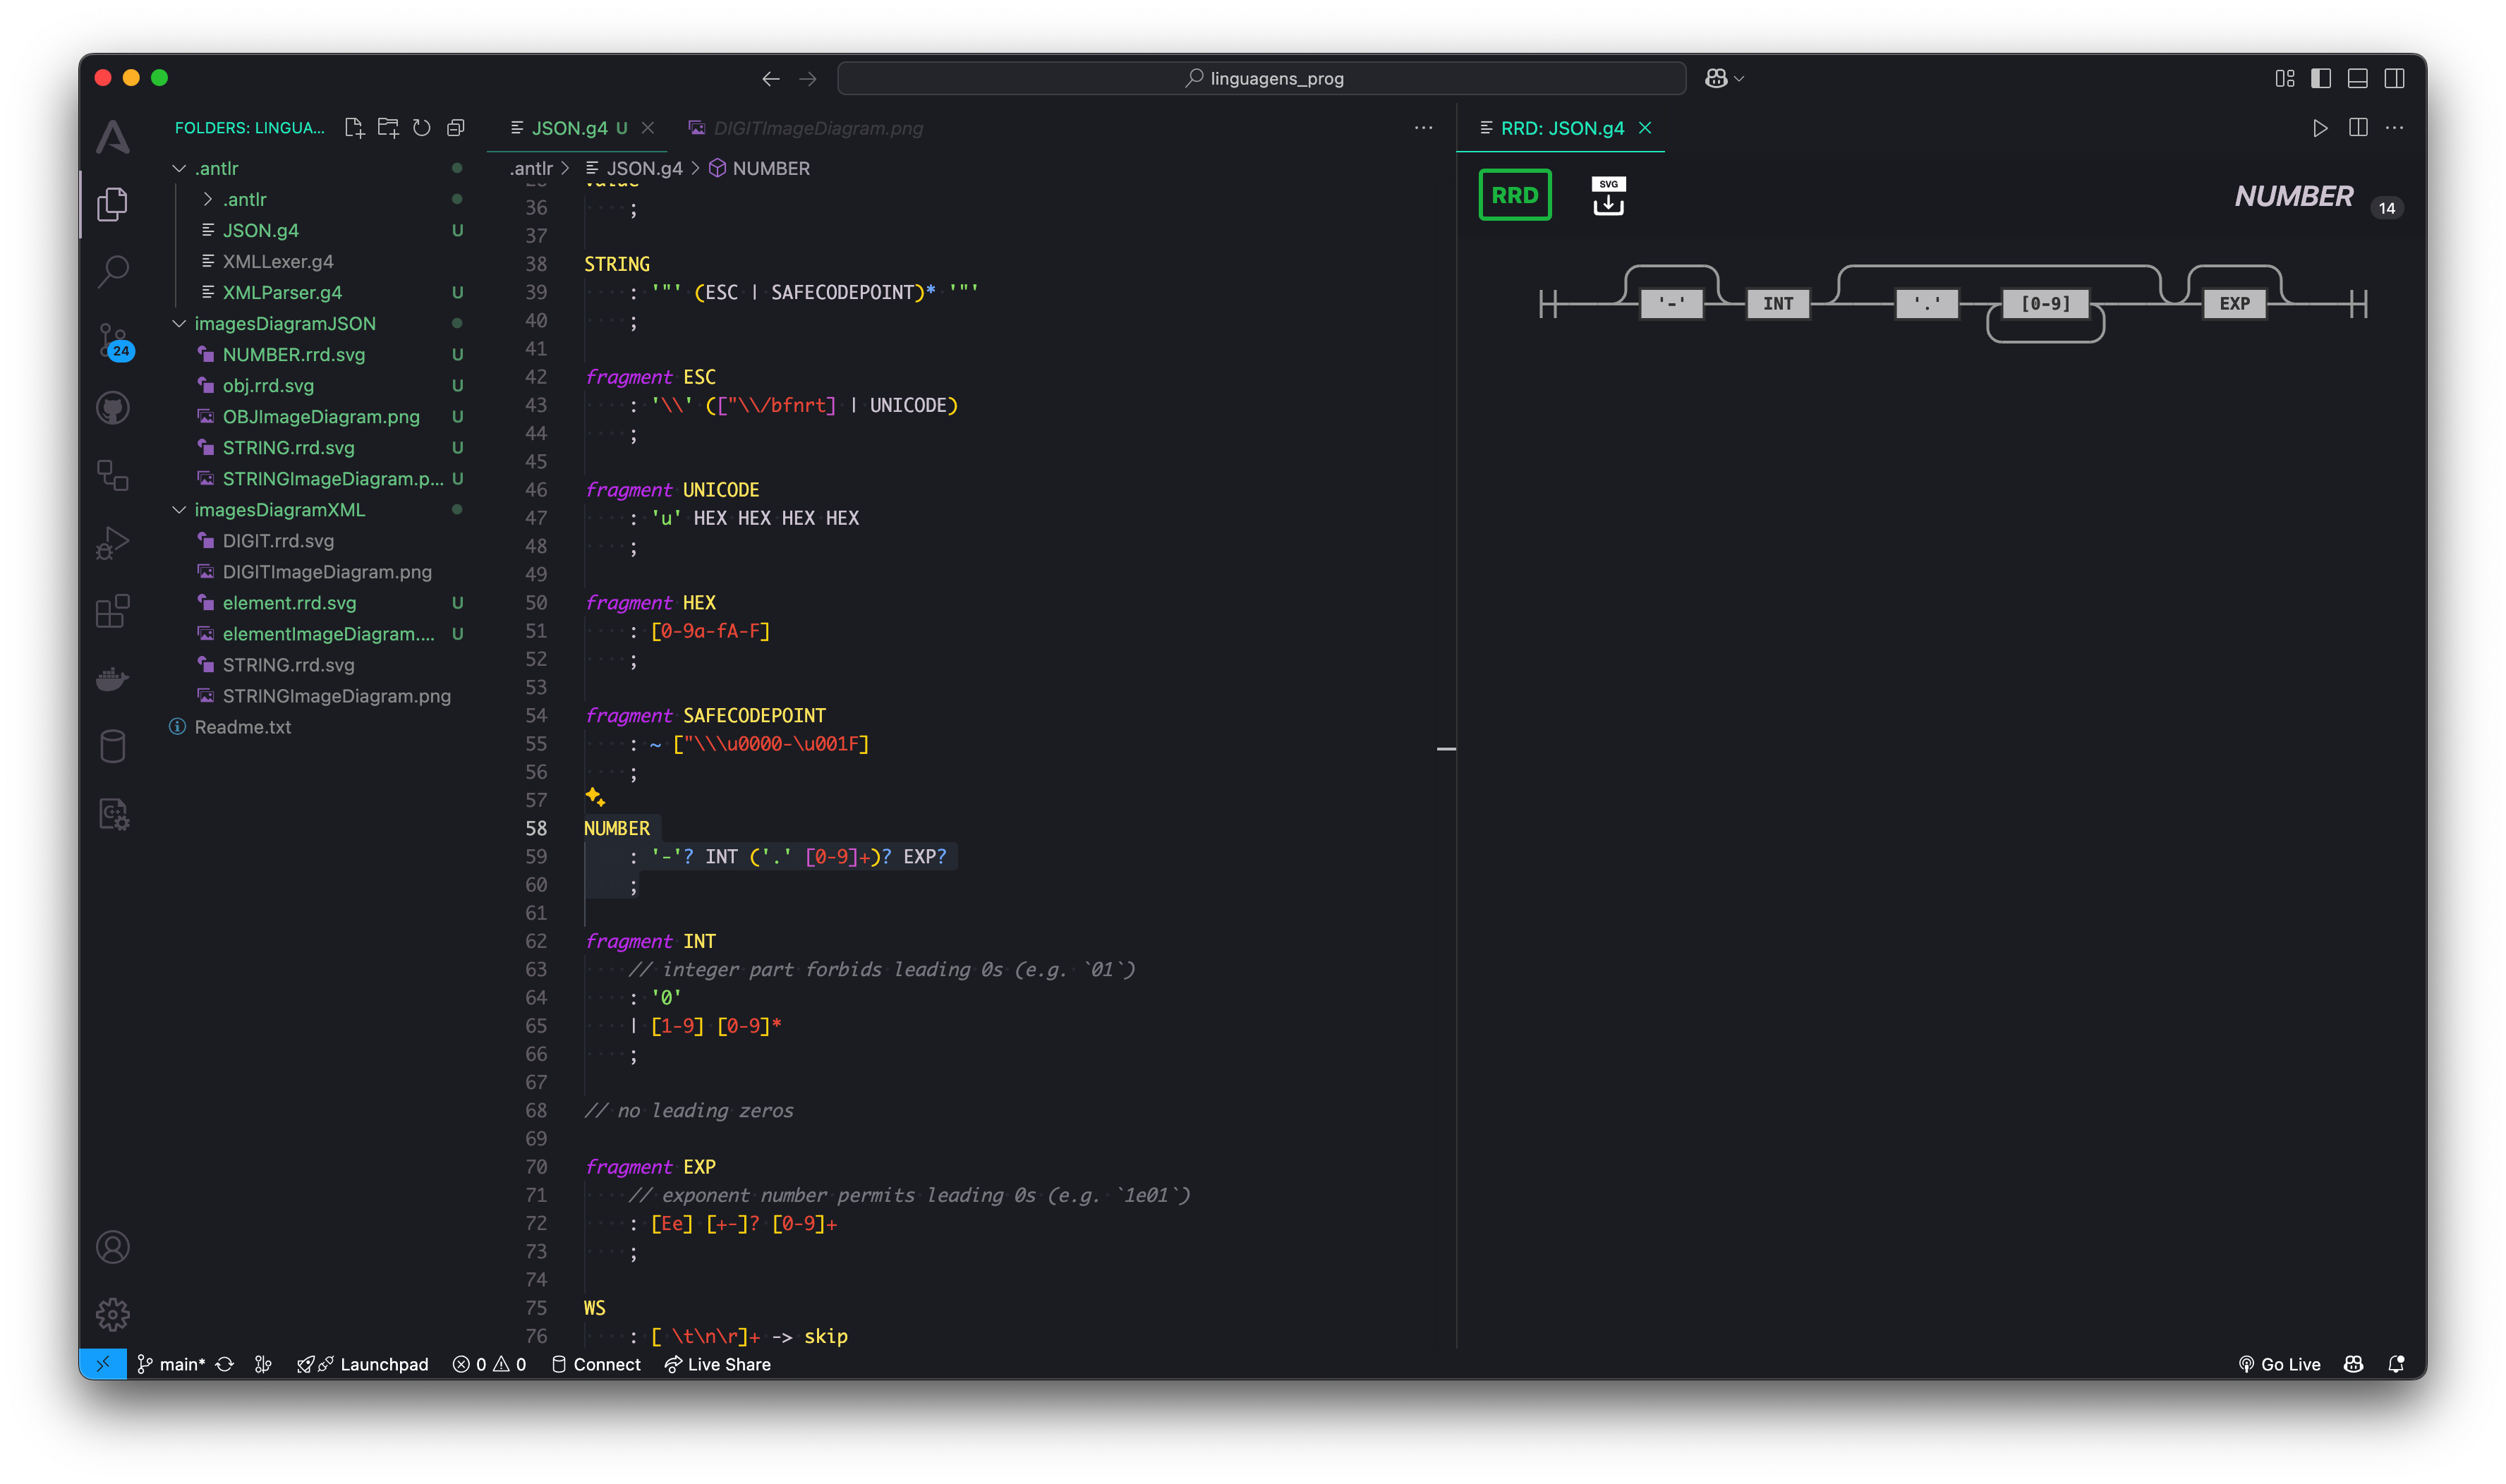 linguagens_prog
FOLDERS: LINGUA...
.antlr
.antlr
JSON.g4 U
XMLLexer.g4
XMLParser.g4 U
imagesDiagramJSON
NUMBER.rrd.svg U
obj.rrd.svg U
OBJImageDiagram.png U
STRING.rrd.svg U
STRINGImageDiagram.p... U
imagesDiagramXML
DIGIT.rrd.svg
DIGITImageDiagram.png
element.rrd.svg U
elementImageDiagram.... U
STRING.rrd.svg
STRINGImageDiagram.png
Readme.txt
24
JSON.g4 U
DIGITImageDiagram.png
.antlr > JSON.g4 > NUMBER
36 ;
37
38 STRING
39 : '"' (ESC | SAFECODEPOINT)* '"'
40 ;
41
42 fragment ESC
43 : '\\' (["\\/bfnrt] | UNICODE)
44 ;
45
46 fragment UNICODE
47 : 'u' HEX HEX HEX HEX
48 ;
49
50 fragment HEX
51 : [0-9a-fA-F]
52 ;
53
54 fragment SAFECODEPOINT
55 : ~ ["\\\u0000-\u001F]
56 ;
57
58 NUMBER
59 : '-'? INT ('.' [0-9]+)? EXP?
60 ;
61
62 fragment INT
63 // integer part forbids leading 0s (e.g. `01`)
64 : '0'
65 | [1-9] [0-9]*
66 ;
67
68 // no leading zeros
69
70 fragment EXP
71 // exponent number permits leading 0s (e.g. `1e01`)
72 : [Ee] [+-]? [0-9]+
73 ;
74
75 WS
76 : [ \t\n\r]+ -> skip
RRD: JSON.g4
RRD
SVG
NUMBER 14
'-' INT '.' [0-9] EXP
main* Launchpad 0 0 Connect Live Share
Go Live